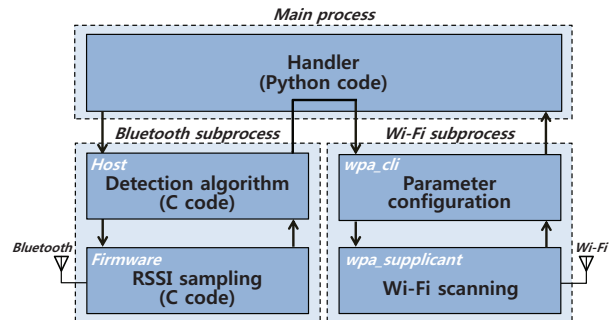 Main process
Handler
(Python code)
Bluetooth subprocess
Wi-Fi subprocess
Host
Detection algorithm
(C code)
wpa_cli
Parameter
configuration
Bluetooth
Firmware
RSSI sampling
(C code)
wpa_supplicant
Wi-Fi scanning
Wi-Fi